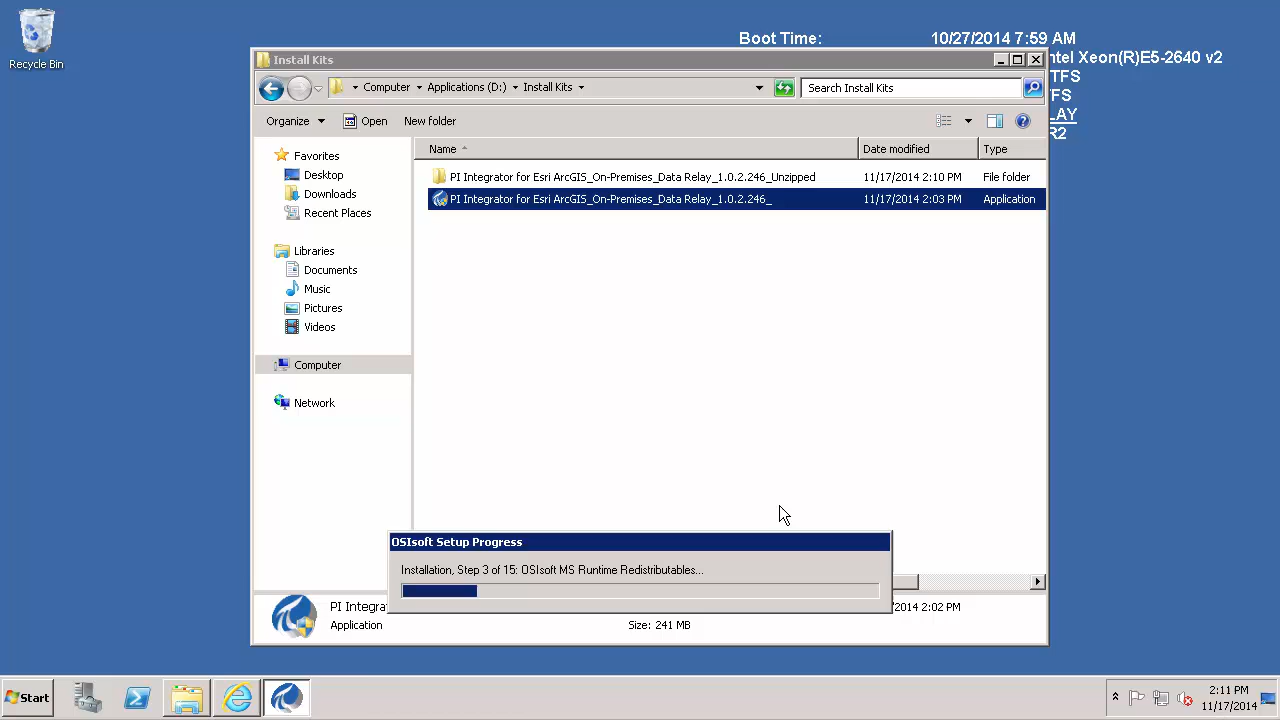 Recycle Bin
Boot Time: 10/27/2014 7:59 AM
ntel Xeon(R)E5-2640 v2
TFS
FS
LAY
R2
Install Kits
Computer Applications (D:) Install Kits
Search Install Kits
Organize Open New folder
Name Date modified Type
Favorites
Desktop
Downloads
Recent Places
Libraries
Documents
Music
Pictures
Videos
Computer
Network
PI Integrator for Esri ArcGIS_On-Premises_Data Relay_1.0.2.246_Unzipped 11/17/2014 2:10 PM File folder
PI Integrator for Esri ArcGIS_On-Premises_Data Relay_1.0.2.246_ 11/17/2014 2:03 PM Application
OSIsoft Setup Progress
Installation, Step 3 of 15: OSIsoft MS Runtime Redistributables...
PI Integra 2014 2:02 PM
Application Size: 241 MB
Start
2:11 PM
11/17/2014